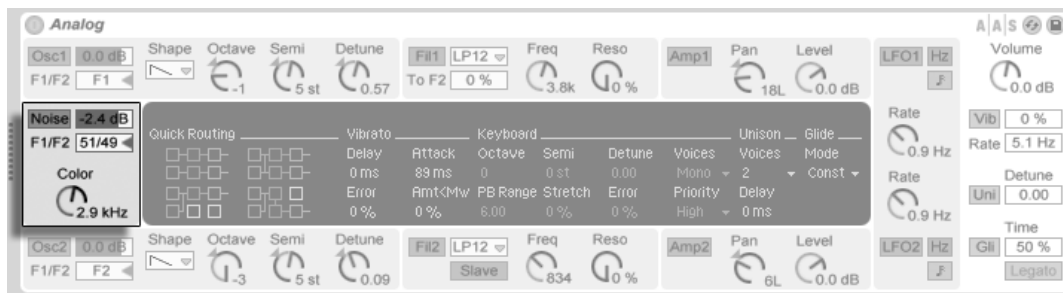 Analog
A|A|S
Osc1 0.0 dB Shape Octave Semi Detune Fil1 LP12 Freq Reso Amp1 Pan Level LFO1 Hz Volume
F1/F2 F1 -1 5 st 0.57 To F2 0 % 3.8k 0 % 18L 0.0 dB 0.0 dB
Noise -2.4 dB
F1/F2 51/49
Color
2.9 kHz
Quick Routing Vibrato Keyboard Unison Glide
Delay Attack Octave Semi Detune Voices Voices Mode
0 ms 89 ms 0 0 st 0.00 Mono 2 Const
Error Amt<Mw PB Range Stretch Error Priority Delay
0 % 0 % 6.00 0 % 0 % High 0 ms
Rate
0.9 Hz
Rate
0.9 Hz
Vib 0 %
Rate 5.1 Hz
Detune
Uni 0.00
Time
Gli 50 %
Legato
Osc2 0.0 dB Shape Octave Semi Detune Fil2 LP12 Freq Reso Amp2 Pan Level LFO2 Hz
F1/F2 F2 -3 5 st 0.09 Slave 834 0 % 6L 0.0 dB